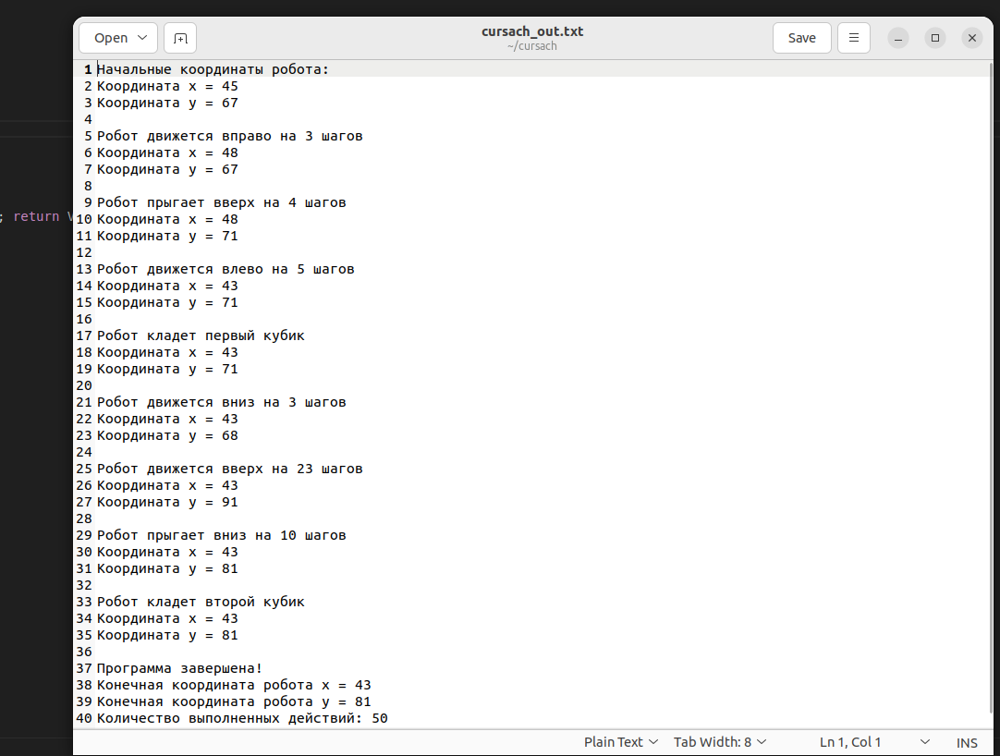 Open
cursach_out.txt
~/cursach
Save
1 Начальные координаты робота:
2 Координата x = 45
3 Координата y = 67
4
5 Робот движется вправо на 3 шагов
6 Координата x = 48
7 Координата y = 67
8
9 Робот прыгает вверх на 4 шагов
10 Координата x = 48
11 Координата y = 71
12
13 Робот движется влево на 5 шагов
14 Координата x = 43
15 Координата y = 71
16
17 Робот кладет первый кубик
18 Координата x = 43
19 Координата y = 71
20
21 Робот движется вниз на 3 шагов
22 Координата x = 43
23 Координата y = 68
24
; return V
25 Робот движется вверх на 23 шагов
26 Координата x = 43
27 Координата y = 91
28
29 Робот прыгает вниз на 10 шагов
30 Координата x = 43
31 Координата y = 81
32
33 Робот кладет второй кубик
34 Координата x = 43
35 Координата y = 81
36
37 Программа завершена!
38 Конечная координата робота x = 43
39 Конечная координата робота y = 81
40 Количество выполненных действий: 50
Plain Text Tab Width: 8 Ln 1, Col 1 INS